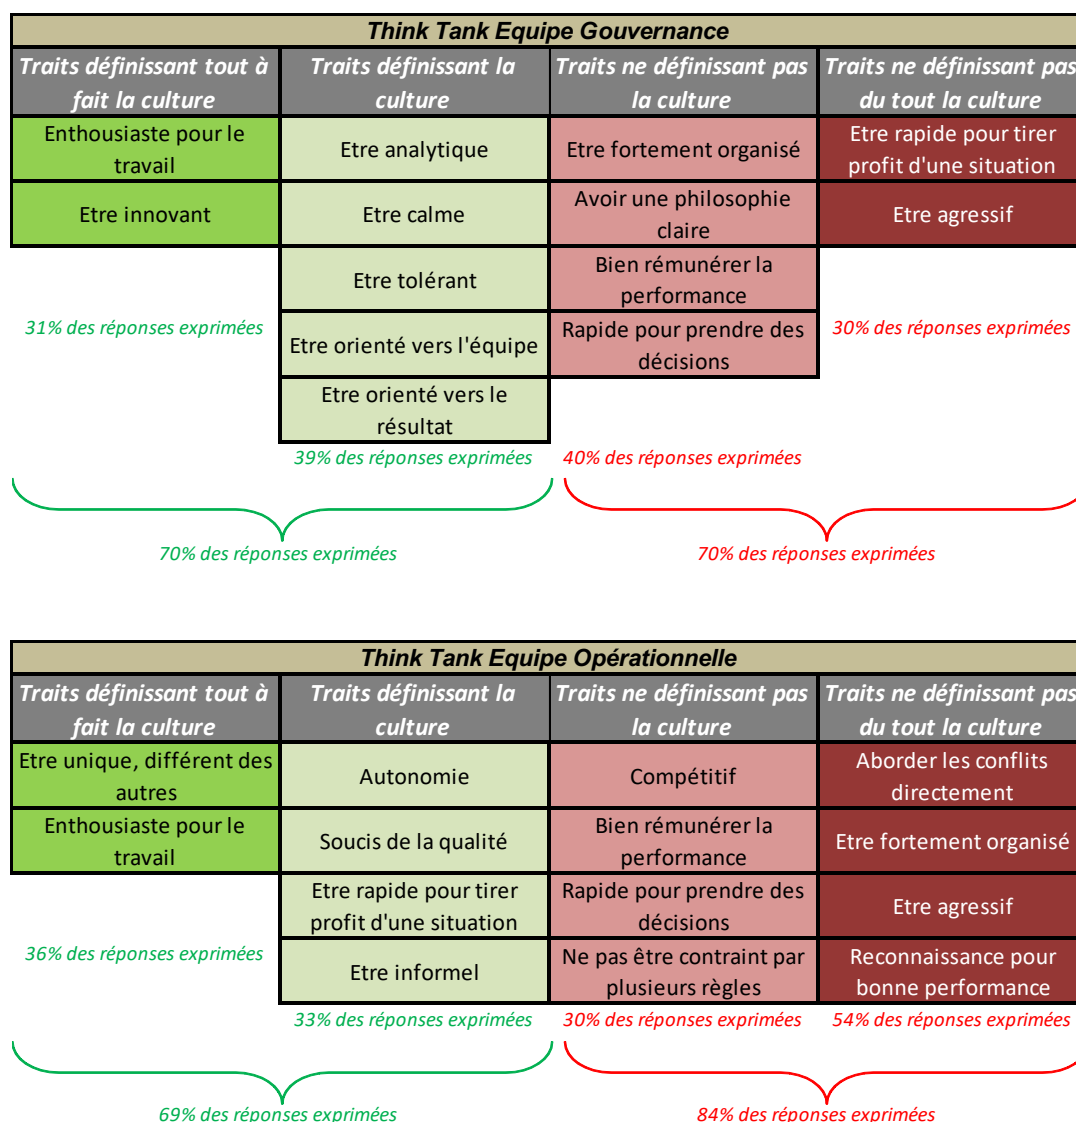 Think Tank Equipe Gouvernance
Traits définissant tout à
fait la culture
Traits définissant la
culture
Traits ne définissant pas
la culture
Traits ne définissant pas
du tout la culture
Enthousiaste pour le
travail
Etre analytique
Etre fortement organisé
Etre rapide pour tirer
profit d'une situation
Etre innovant
Etre calme
Avoir une philosophie
claire
Etre agressif
Etre tolérant
Bien rémunérer la
performance
31% des réponses exprimées
Etre orienté vers l'équipe
Rapide pour prendre des
décisions
30% des réponses exprimées
Etre orienté vers le
résultat
39% des réponses exprimées
40% des réponses exprimées
70% des réponses exprimées
70% des réponses exprimées
Think Tank Equipe Opérationnelle
Traits définissant tout à
fait la culture
Traits définissant la
culture
Traits ne définissant pas
la culture
Traits ne définissant pas
du tout la culture
Etre unique, différent des
autres
Autonomie
Compétitif
Aborder les conflits
directement
Enthousiaste pour le
travail
Soucis de la qualité
Bien rémunérer la
performance
Etre fortement organisé
Etre rapide pour tirer
profit d'une situation
Rapide pour prendre des
décisions
Etre agressif
36% des réponses exprimées
Etre informel
Ne pas être contraint par
plusieurs règles
Reconnaissance pour
bonne performance
33% des réponses exprimées
30% des réponses exprimées
54% des réponses exprimées
69% des réponses exprimées
84% des réponses exprimées